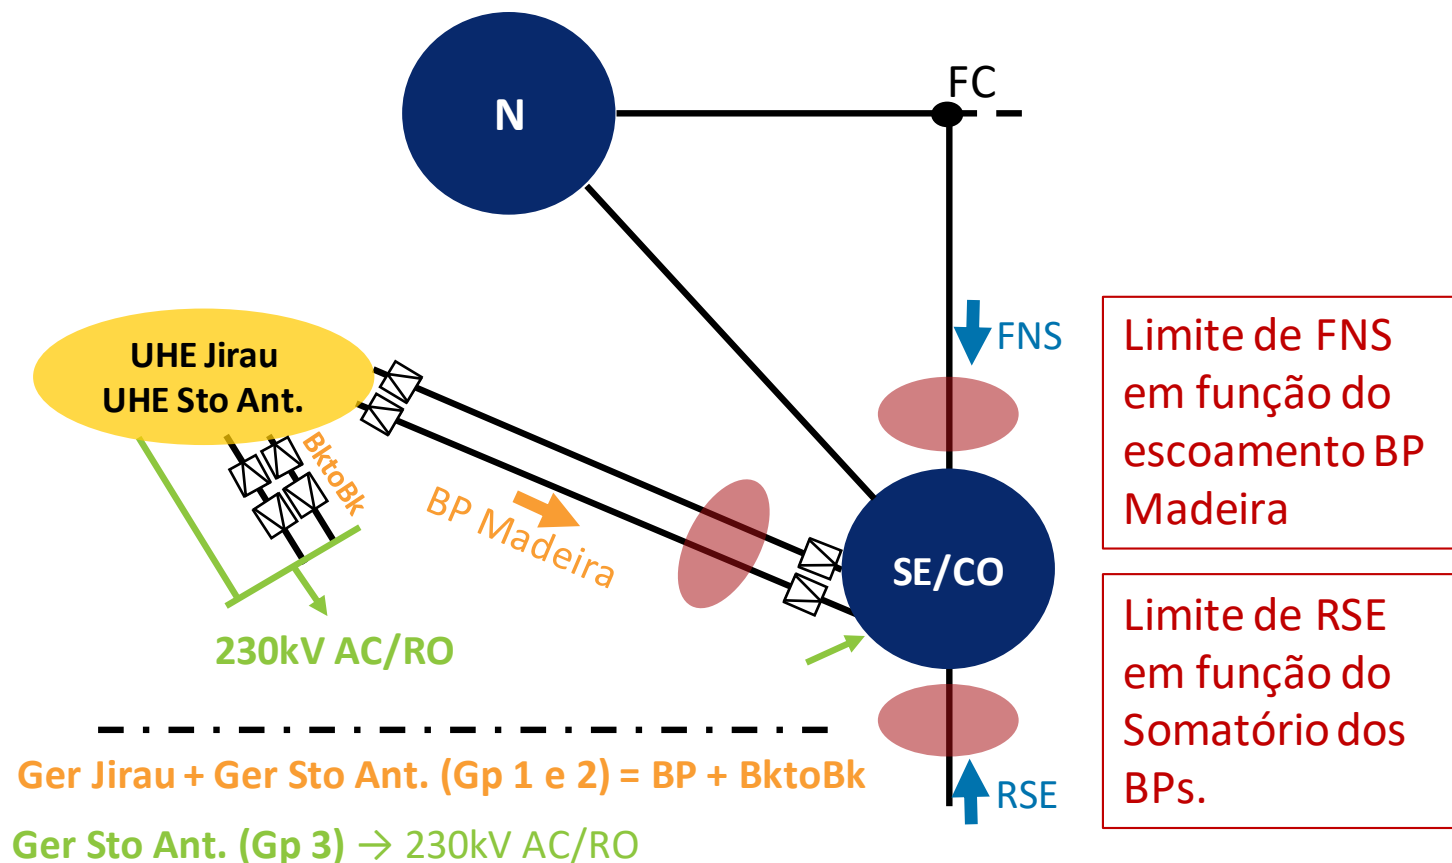 N
FC
FNS
UHE Jirau
UHE Sto Ant.
BktoBk
BP Madeira
SE/CO
230kV AC/RO
RSE
Limite de FNS
em função do
escoamento BP
Madeira
Limite de RSE
em função do
Somatório dos
BPs.
Ger Jirau + Ger Sto Ant. (Gp 1 e 2) = BP + BktoBk
Ger Sto Ant. (Gp 3) → 230kV AC/RO